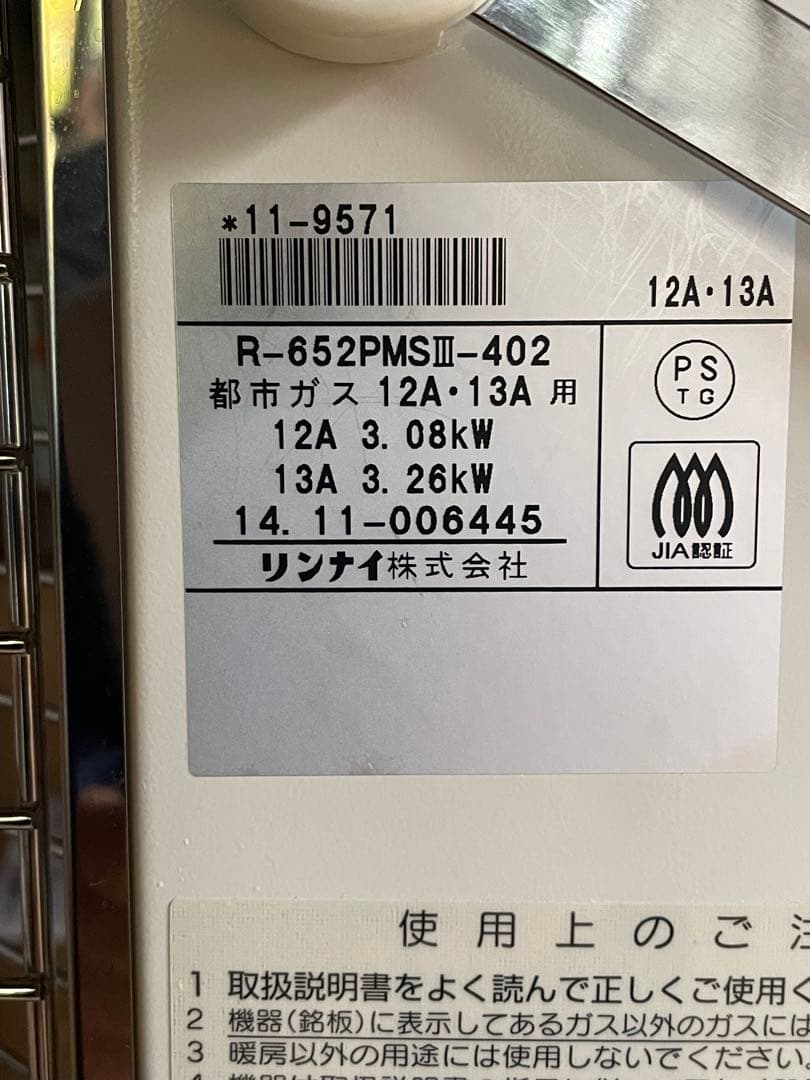 *11-9571
12A・13A
R-652PMSⅢ-402
都市ガス 12A・13A 用
12A 3.08kW
13A 3.26kW
14.11-006445
リンナイ株式会社
PS
TG
JIA認証
使用上のご
1 取扱説明書をよく読んで正しくご使用く
2 機器(銘板)に表示してあるガス以外のガスには
3 暖房以外の用途には使用しないでください。